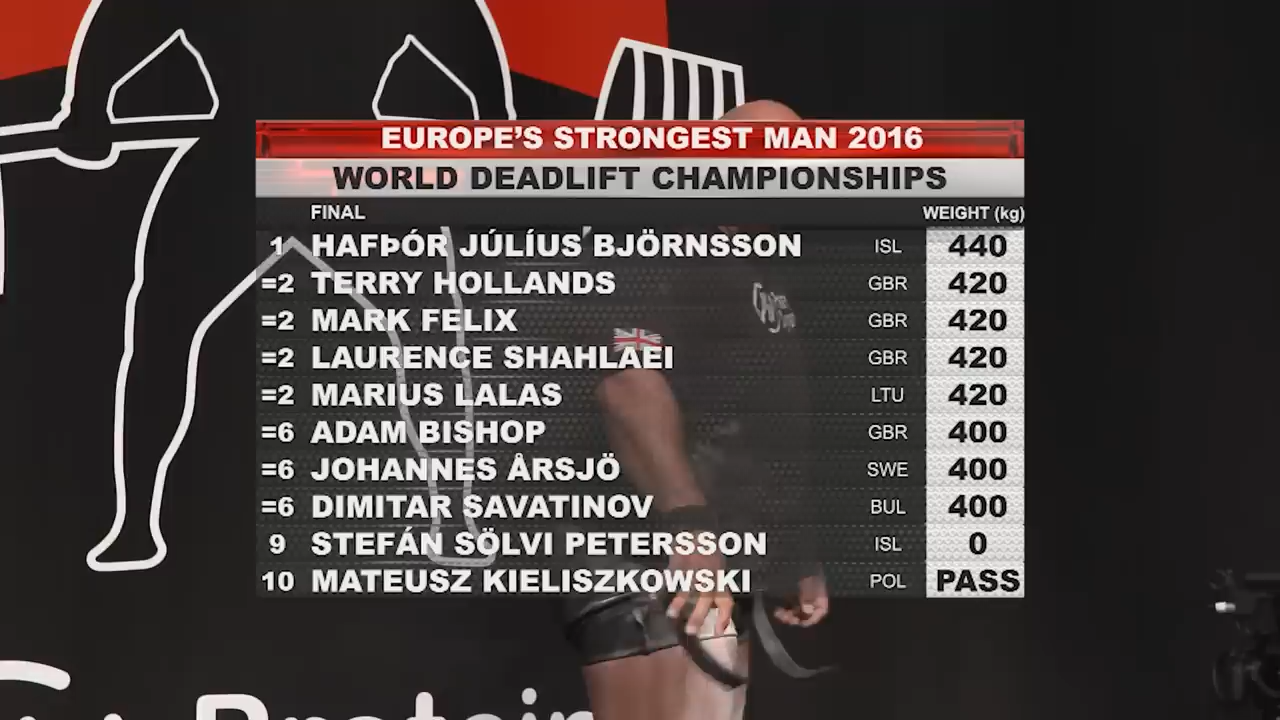 EUROPE'S STRONGEST MAN 2016
WORLD DEADLIFT CHAMPIONSHIPS
FINAL WEIGHT (kg)
1 HAFÞÓR JÚLÍUS BJÖRNSSON ISL 440
=2 TERRY HOLLANDS GBR 420
=2 MARK FELIX GBR 420
=2 LAURENCE SHAHLAEI GBR 420
=2 MARIUS LALAS LTU 420
=6 ADAM BISHOP GBR 400
=6 JOHANNES ÅRSJÖ SWE 400
=6 DIMITAR SAVATINOV BUL 400
9 STEFÁN SÖLVI PETERSSON ISL 0
10 MATEUSZ KIELISZKOWSKI POL PASS
Protein